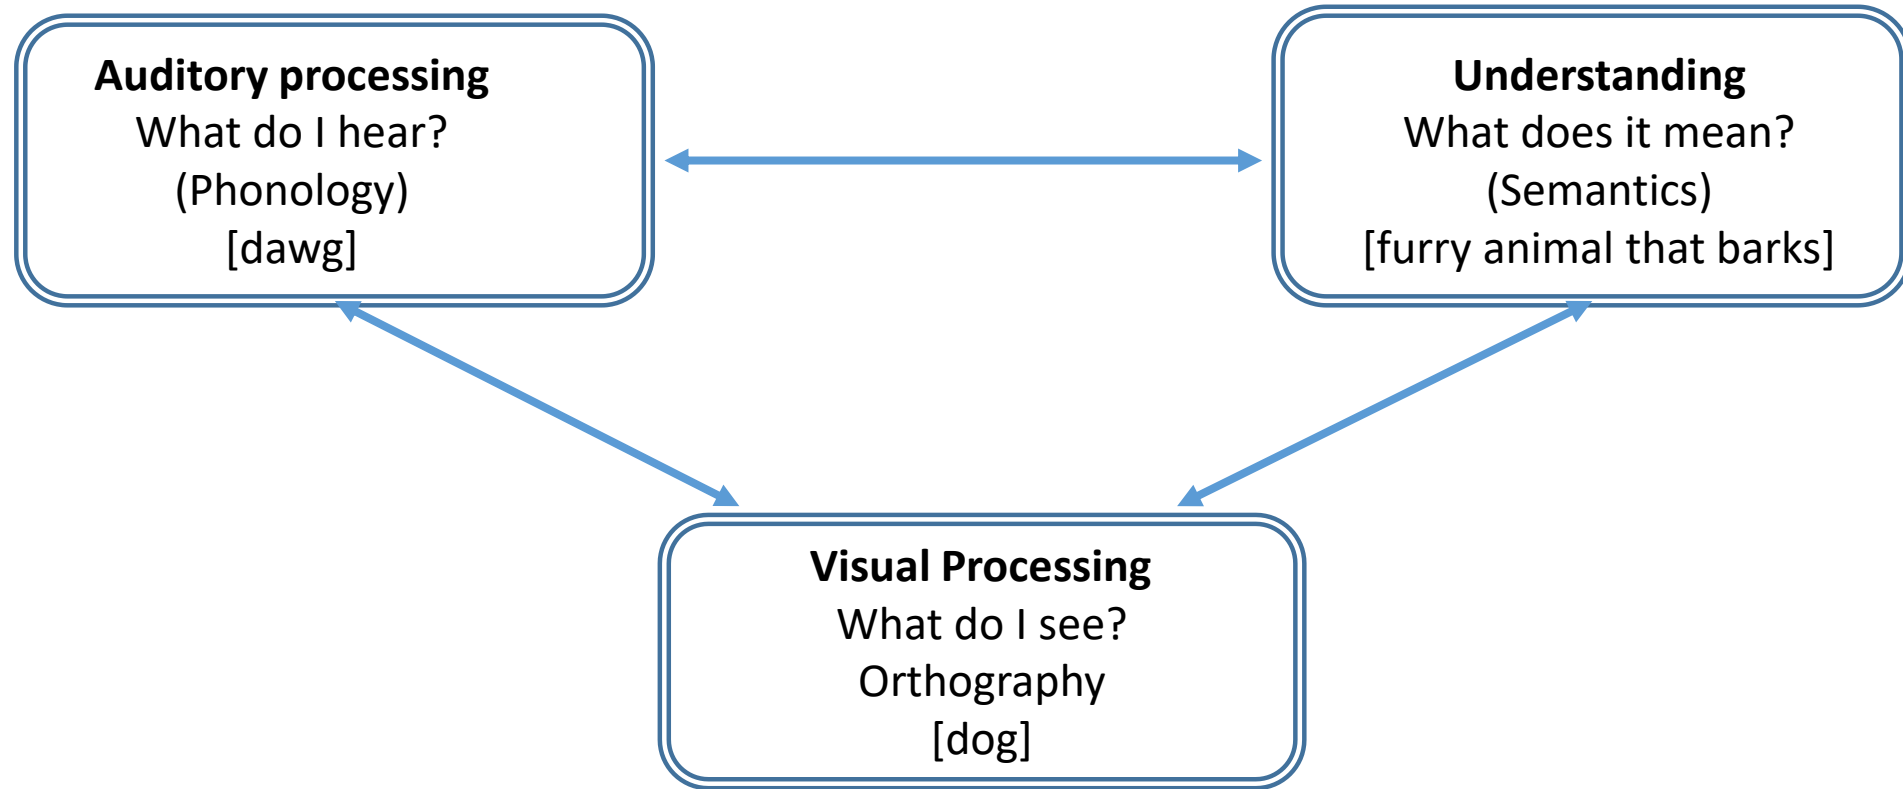 Auditory processing
What do I hear?
(Phonology)
[dawg]
Understanding
What does it mean?
(Semantics)
[furry animal that barks]
Visual Processing
What do I see?
Orthography
[dog]